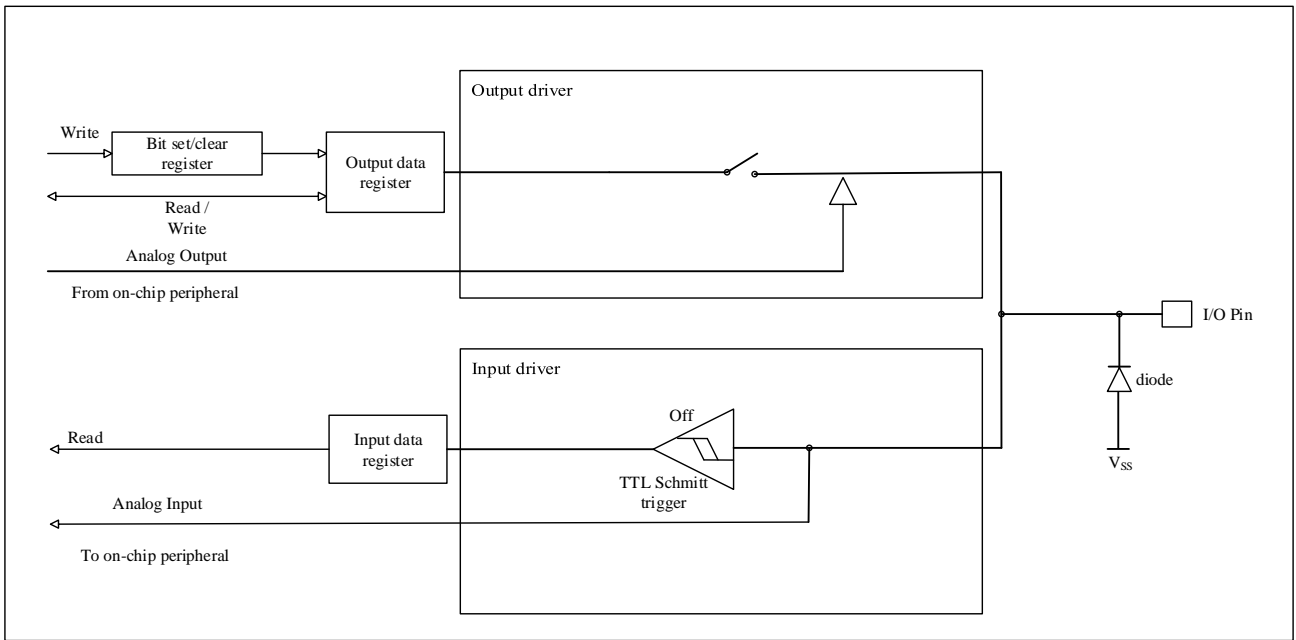 Output driver
Write
Bit set/clear
register
Output data
register
Read /
Write
Analog Output
From on-chip peripheral
I/O Pin
Input driver
diode
Off
Read
Input data
register
TTL Schmitt
trigger
VSS
Analog Input
To on-chip peripheral